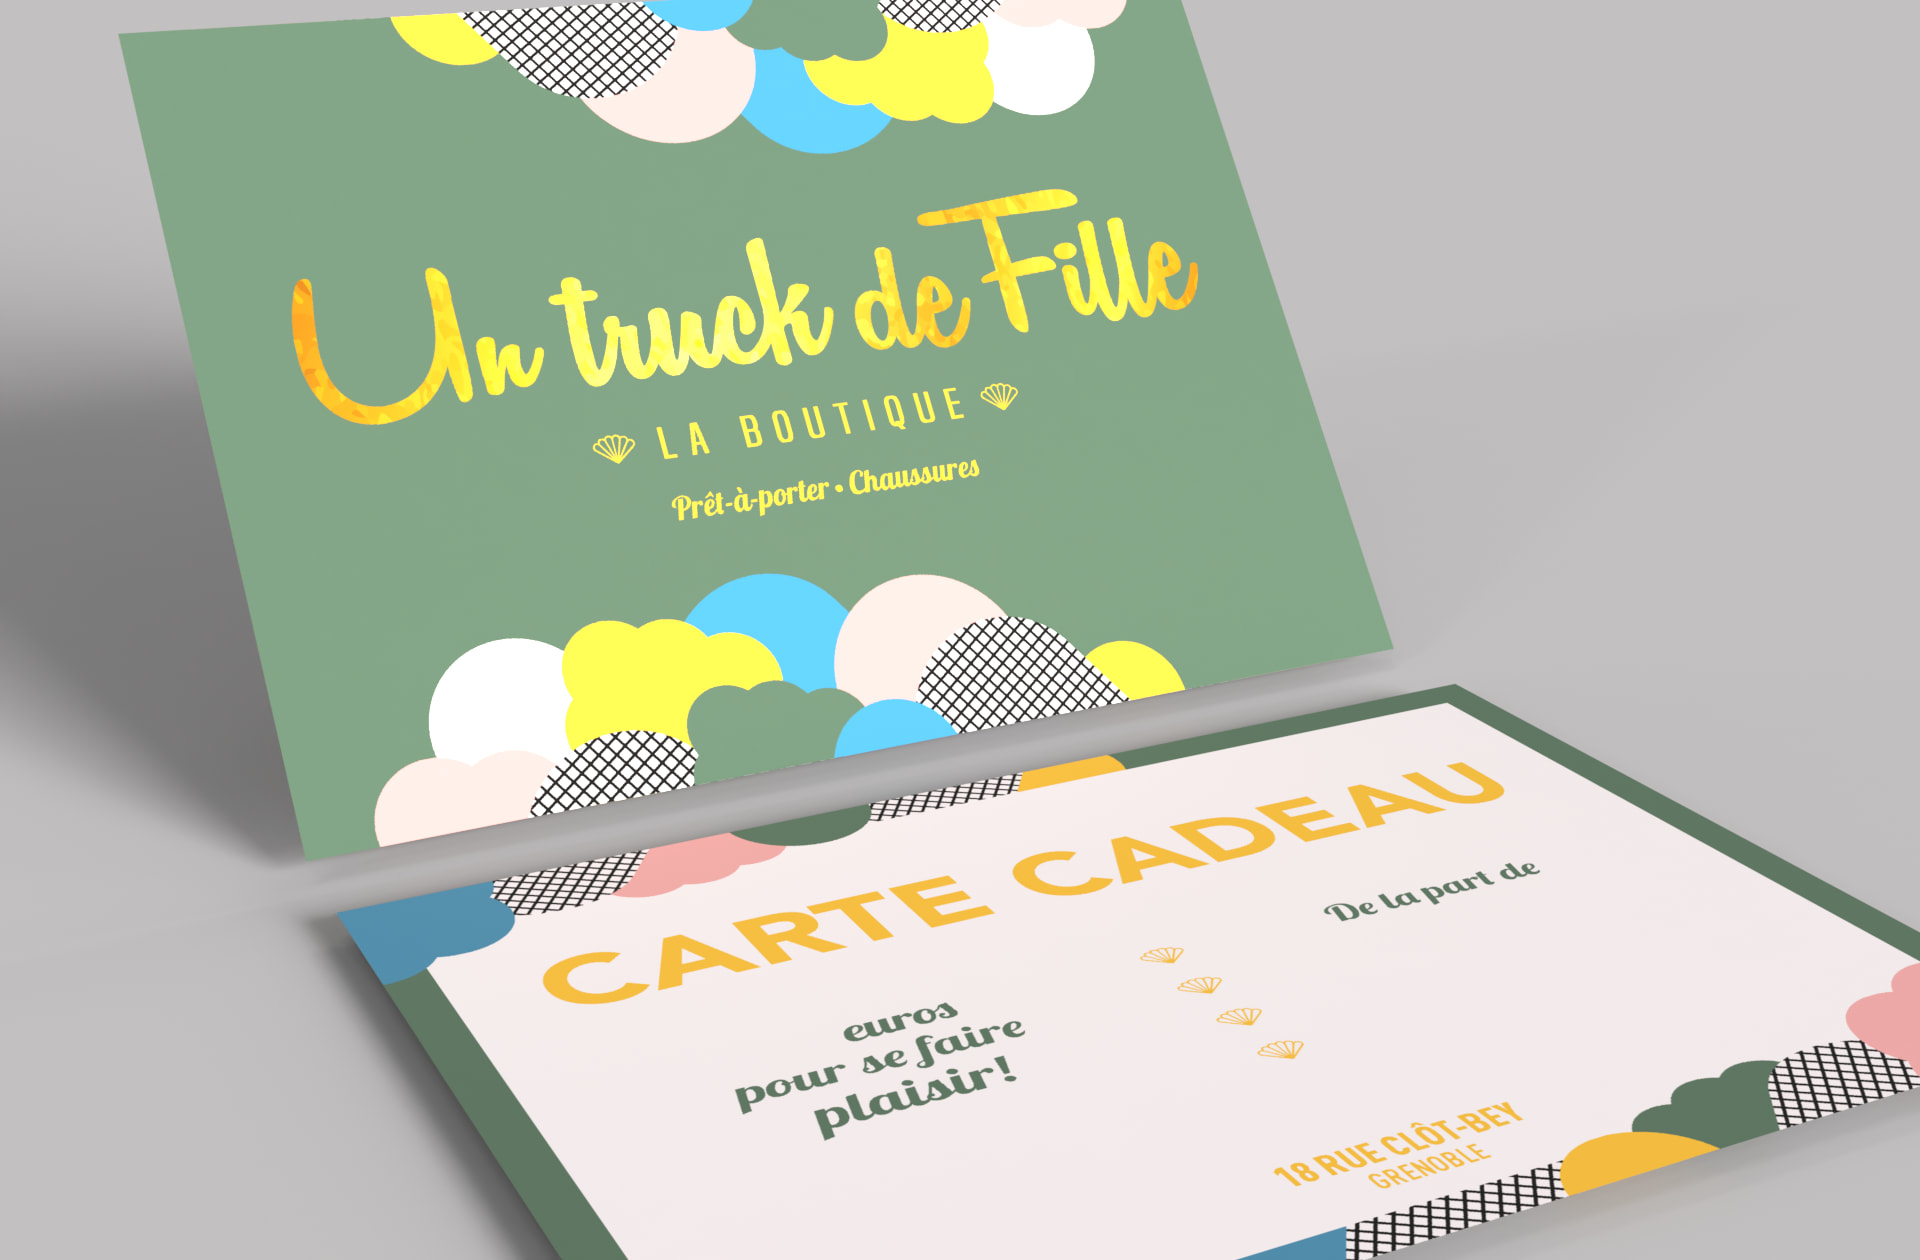 Un truck de Fille
LA BOUTIQUE
Prêt-à-porter • Chaussures
CARTE CADEAU
De la part de
euros
pour se faire
plaisir!
18 RUE CLÔT-BEY
GRENOBLE